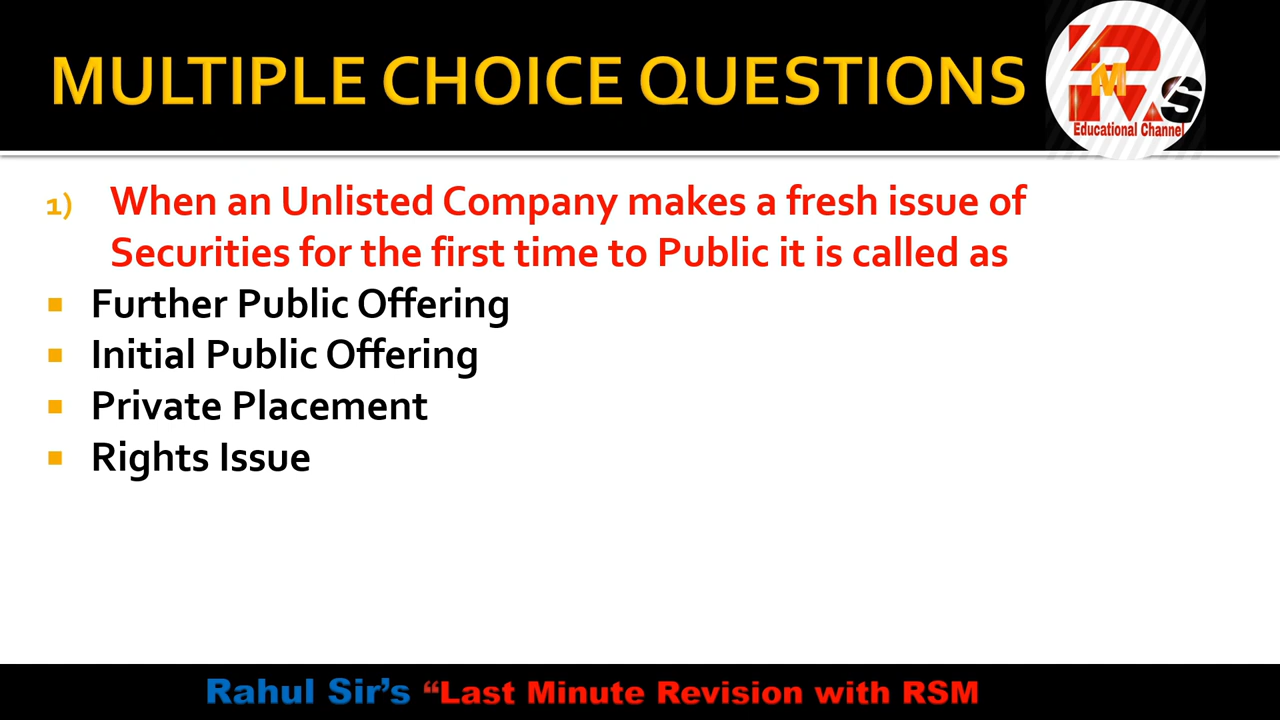 MULTIPLE CHOICE QUESTIONS
RMS
Educational Channel
1) When an Unlisted Company makes a fresh issue of
Securities for the first time to Public it is called as
Further Public Offering
Initial Public Offering
Private Placement
Rights Issue
Rahul Sir's "Last Minute Revision with RSM